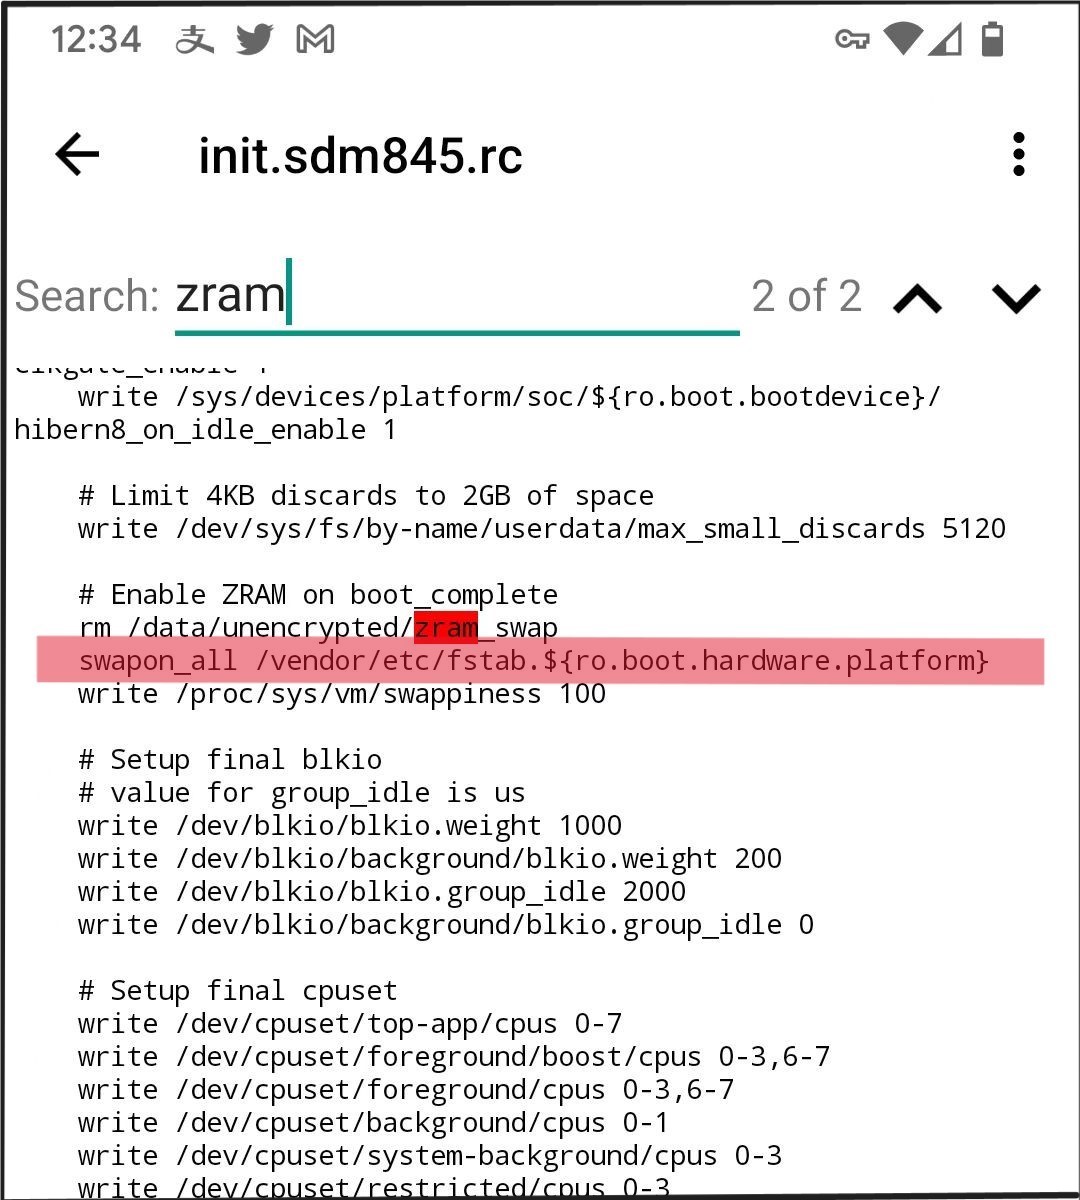 12:34
init.sdm845.rc
Search: zram 2 of 2
clkgate_enable 1
write /sys/devices/platform/soc/${ro.boot.bootdevice}/
hibern8_on_idle_enable 1
# Limit 4KB discards to 2GB of space
write /dev/sys/fs/by-name/userdata/max_small_discards 5120
# Enable ZRAM on boot_complete
rm /data/unencrypted/zram_swap
swapon_all /vendor/etc/fstab.${ro.boot.hardware.platform}
write /proc/sys/vm/swappiness 100
# Setup final blkio
# value for group_idle is us
write /dev/blkio/blkio.weight 1000
write /dev/blkio/background/blkio.weight 200
write /dev/blkio/blkio.group_idle 2000
write /dev/blkio/background/blkio.group_idle 0
# Setup final cpuset
write /dev/cpuset/top-app/cpus 0-7
write /dev/cpuset/foreground/boost/cpus 0-3,6-7
write /dev/cpuset/foreground/cpus 0-3,6-7
write /dev/cpuset/background/cpus 0-1
write /dev/cpuset/system-background/cpus 0-3
write /dev/cpuset/restricted/cpus 0-3